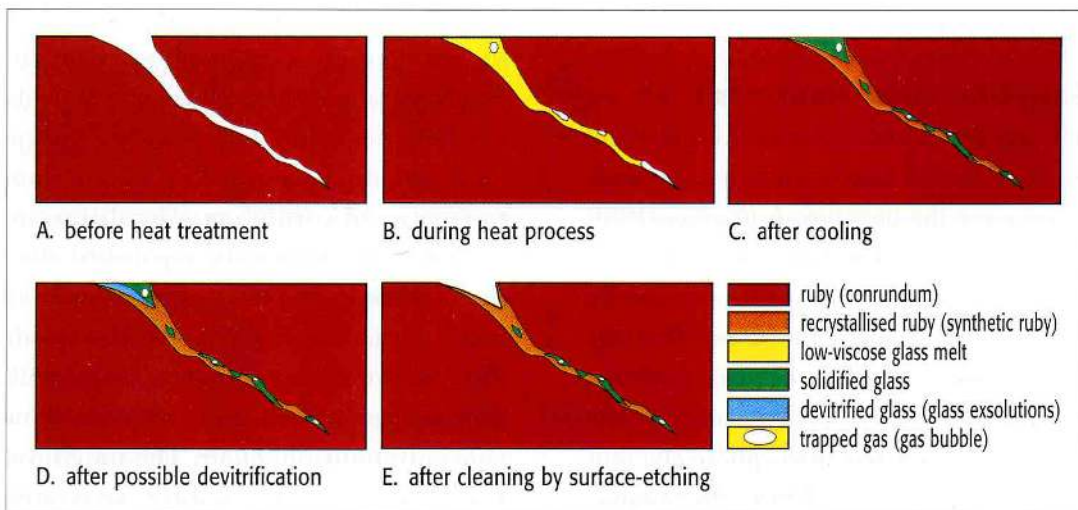 A. before heat treatment
B. during heat process
C. after cooling
D. after possible devitrification
E. after cleaning by surface-etching
ruby (conrundum)
recrystallised ruby (synthetic ruby)
low-viscose glass melt
solidified glass
devitrified glass (glass exsolutions)
trapped gas (gas bubble)